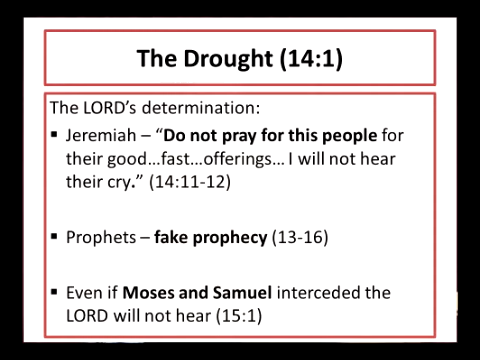 The Drought (14:1)
The LORD's determination:
▪ Jeremiah – "Do not pray for this people for
their good…fast…offerings… I will not hear
their cry." (14:11-12)
▪ Prophets – fake prophecy (13-16)
▪ Even if Moses and Samuel interceded the
LORD will not hear (15:1)